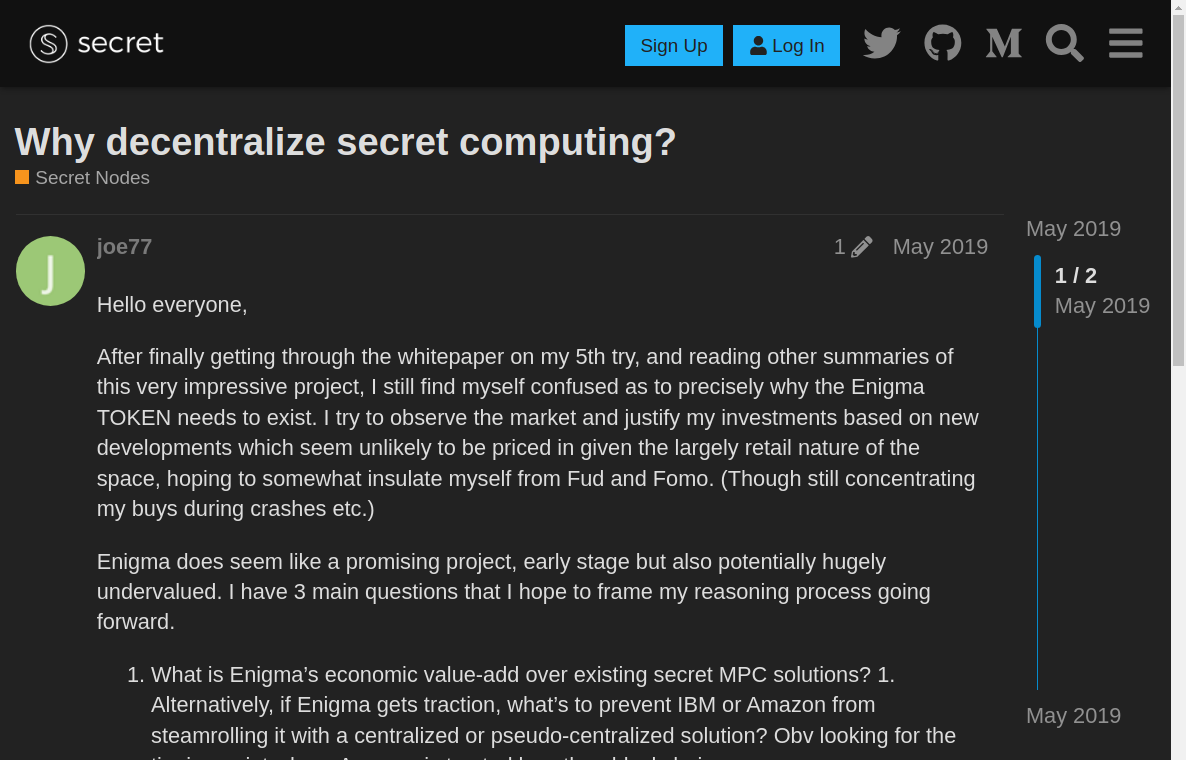 secret
Sign Up
Log In
Why decentralize secret computing?
Secret Nodes
joe77
1
May 2019
Hello everyone,
After finally getting through the whitepaper on my 5th try, and reading other summaries of
this very impressive project, I still find myself confused as to precisely why the Enigma
TOKEN needs to exist. I try to observe the market and justify my investments based on new
developments which seem unlikely to be priced in given the largely retail nature of the
space, hoping to somewhat insulate myself from Fud and Fomo. (Though still concentrating
my buys during crashes etc.)
Enigma does seem like a promising project, early stage but also potentially hugely
undervalued. I have 3 main questions that I hope to frame my reasoning process going
forward.
1. What is Enigma’s economic value-add over existing secret MPC solutions? 1.
Alternatively, if Enigma gets traction, what’s to prevent IBM or Amazon from
steamrolling it with a centralized or pseudo-centralized solution? Obv looking for the
May 2019
1 / 2
May 2019
May 2019